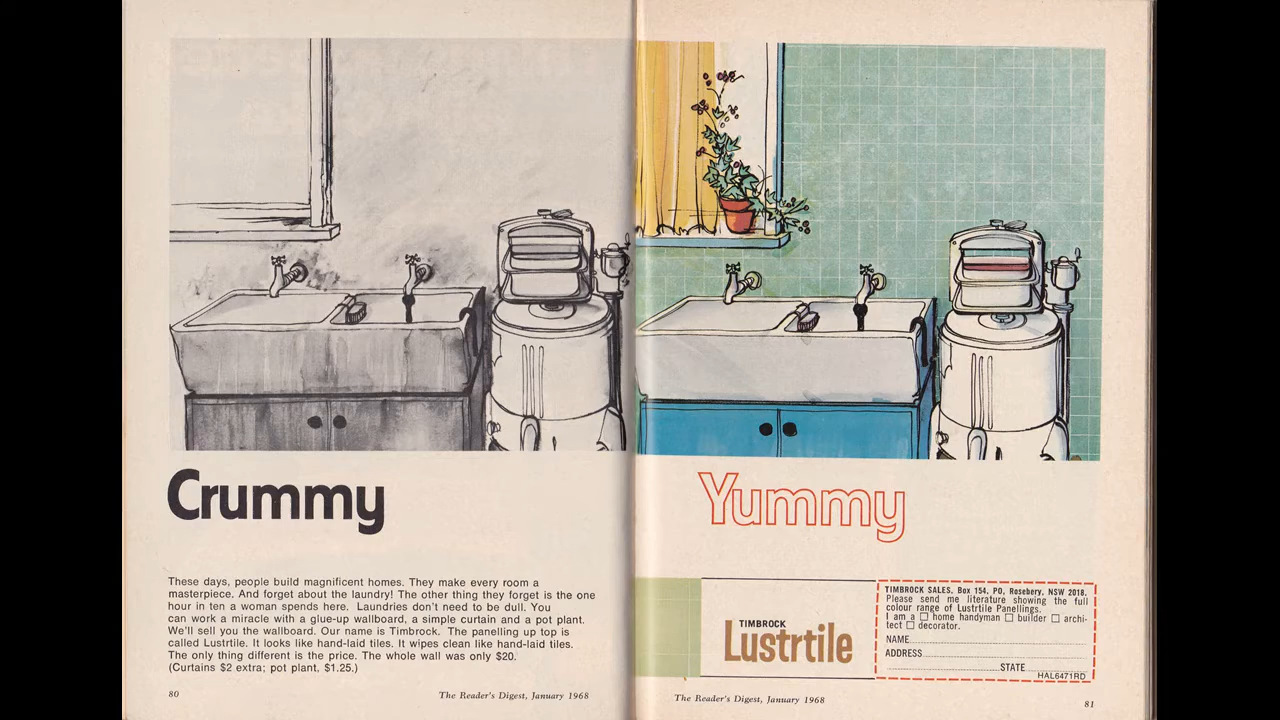 Crummy
These days, people build magnificent homes. They make every room a
masterpiece. And forget about the laundry! The other thing they forget is the one
hour in ten a woman spends here. Laundries don't need to be dull. You
can work a miracle with a glue-up wallboard, a simple curtain and a pot plant.
We'll sell you the wallboard. Our name is Timbrock. The panelling up top is
called Lustrtile. It looks like hand-laid tiles. It wipes clean like hand-laid tiles.
The only thing different is the price. The whole wall was only $20.
(Curtains $2 extra; pot plant, $1.25.)
80
The Reader's Digest, January 1968
Yummy
TIMBROCK
Lustrtile
TIMBROCK SALES, Box 154, PO, Rosebery, NSW 2018.
Please send me literature showing the full
colour range of Lustrtile Panellings.
I am a □ home handyman □ builder □ archi-
tect □ decorator.
NAME
ADDRESS
STATE
HAL6471RD
The Reader's Digest, January 1968
81